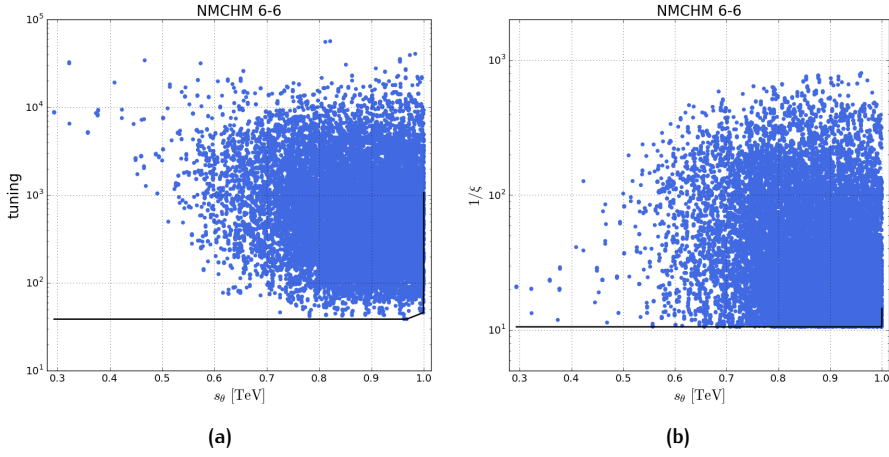 NMCHM 6-6
10^5
10^4
10^3
10^2
10^1
tuning
0.3 0.4 0.5 0.6 0.7 0.8 0.9 1.0
s_θ [TeV]
(a)
NMCHM 6-6
10^3
10^2
10^1
1/ξ
0.3 0.4 0.5 0.6 0.7 0.8 0.9 1.0
s_θ [TeV]
(b)